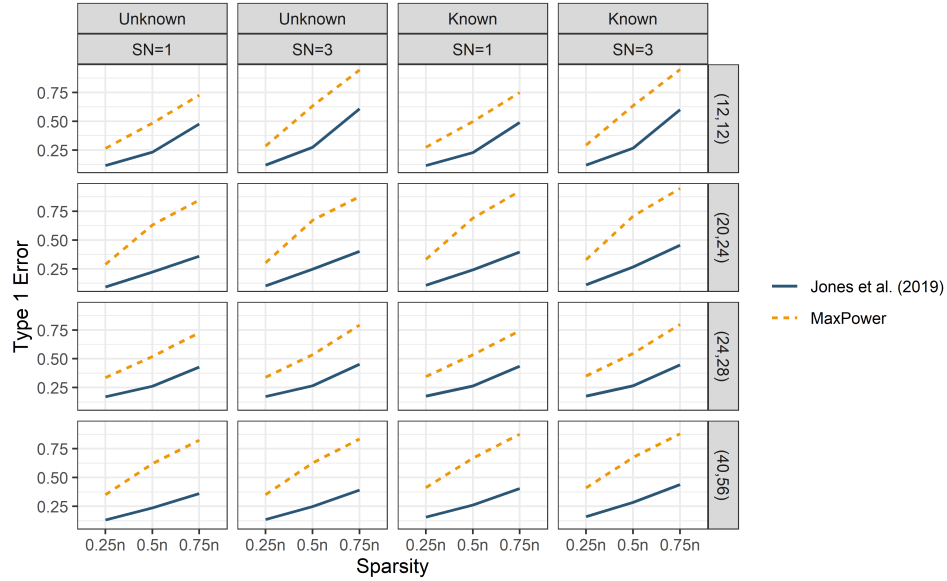 Unknown Unknown Known Known
SN=1 SN=3 SN=1 SN=3
0.75
0.50
0.25
(12,12)
0.75
0.50
0.25
(20,24)
0.75
0.50
0.25
(24,28)
0.75
0.50
0.25
(40,56)
0.25n 0.5n 0.75n 0.25n 0.5n 0.75n 0.25n 0.5n 0.75n 0.25n 0.5n 0.75n
Sparsity
Type 1 Error
Jones et al. (2019)
MaxPower